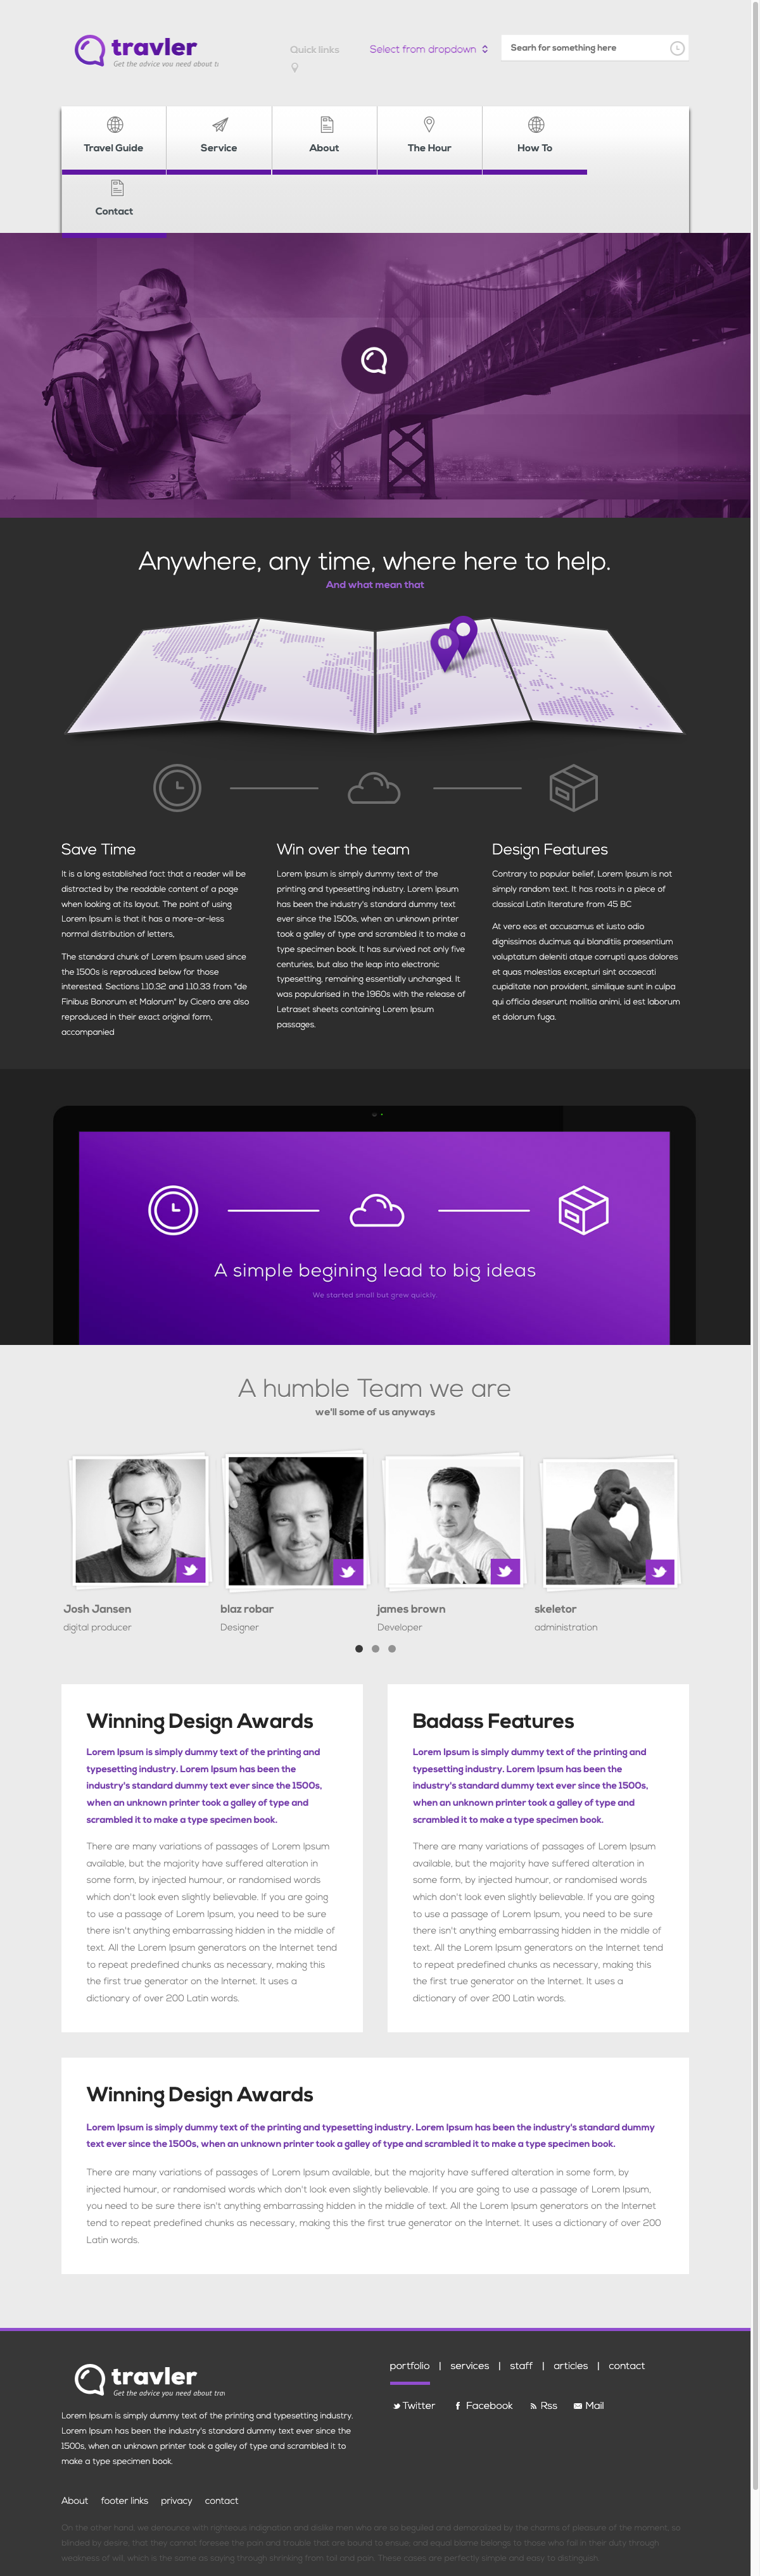 travler
Get the advice you need about tr
Quick links
Select from dropdown
Searh for something here
Travel Guide
Service
About
The Hour
How To
Contact
Anywhere, any time, where here to help.
And what mean that
Save Time
It is a long established fact that a reader will be
distracted by the readable content of a page
when looking at its layout. The point of using
Lorem Ipsum is that it has a more-or-less
normal distribution of letters,
The standard chunk of Lorem Ipsum used since
the 1500s is reproduced below for those
interested. Sections 1.10.32 and 1.10.33 from "de
Finibus Bonorum et Malorum" by Cicero are also
reproduced in their exact original form,
accompanied
Win over the team
Lorem Ipsum is simply dummy text of the
printing and typesetting industry. Lorem Ipsum
has been the industry's standard dummy text
ever since the 1500s, when an unknown printer
took a galley of type and scrambled it to make a
type specimen book. It has survived not only five
centuries, but also the leap into electronic
typesetting, remaining essentially unchanged. It
was popularised in the 1960s with the release of
Letraset sheets containing Lorem Ipsum
passages.
Design Features
Contrary to popular belief, Lorem Ipsum is not
simply random text. It has roots in a piece of
classical Latin literature from 45 BC
At vero eos et accusamus et iusto odio
dignissimos ducimus qui blanditiis praesentium
voluptatum deleniti atque corrupti quos dolores
et quas molestias excepturi sint occaecati
cupiditate non provident, similique sunt in culpa
qui officia deserunt mollitia animi, id est laborum
et dolorum fuga.
A simple begining lead to big ideas
We started small but grew quickly.
A humble Team we are
we'll some of us anyways
Josh Jansen
digital producer
blaz robar
Designer
james brown
Developer
skeletor
administration
Winning Design Awards
Lorem Ipsum is simply dummy text of the printing and
typesetting industry. Lorem Ipsum has been the
industry's standard dummy text ever since the 1500s,
when an unknown printer took a galley of type and
scrambled it to make a type specimen book.
There are many variations of passages of Lorem Ipsum
available, but the majority have suffered alteration in
some form, by injected humour, or randomised words
which don't look even slightly believable. If you are going
to use a passage of Lorem Ipsum, you need to be sure
there isn't anything embarrassing hidden in the middle of
text. All the Lorem Ipsum generators on the Internet tend
to repeat predefined chunks as necessary, making this
the first true generator on the Internet. It uses a
dictionary of over 200 Latin words.
Badass Features
Lorem Ipsum is simply dummy text of the printing and
typesetting industry. Lorem Ipsum has been the
industry's standard dummy text ever since the 1500s,
when an unknown printer took a galley of type and
scrambled it to make a type specimen book.
There are many variations of passages of Lorem Ipsum
available, but the majority have suffered alteration in
some form, by injected humour, or randomised words
which don't look even slightly believable. If you are going
to use a passage of Lorem Ipsum, you need to be sure
there isn't anything embarrassing hidden in the middle of
text. All the Lorem Ipsum generators on the Internet tend
to repeat predefined chunks as necessary, making this
the first true generator on the Internet. It uses a
dictionary of over 200 Latin words.
Winning Design Awards
Lorem Ipsum is simply dummy text of the printing and typesetting industry. Lorem Ipsum has been the industry's standard dummy
text ever since the 1500s, when an unknown printer took a galley of type and scrambled it to make a type specimen book.
There are many variations of passages of Lorem Ipsum available, but the majority have suffered alteration in some form, by
injected humour, or randomised words which don't look even slightly believable. If you are going to use a passage of Lorem Ipsum,
you need to be sure there isn't anything embarrassing hidden in the middle of text. All the Lorem Ipsum generators on the Internet
tend to repeat predefined chunks as necessary, making this the first true generator on the Internet. It uses a dictionary of over 200
Latin words.
travler
Get the advice you need about trav
Lorem Ipsum is simply dummy text of the printing and typesetting industry.
Lorem Ipsum has been the industry's standard dummy text ever since the
1500s, when an unknown printer took a galley of type and scrambled it to
make a type specimen book.
portfolio | services | staff | articles | contact
Twitter Facebook Rss Mail
About footer links privacy contact
On the other hand, we denounce with righteous indignation and dislike men who are so beguiled and demoralized by the charms of pleasure of the moment, so
blinded by desire, that they cannot foresee the pain and trouble that are bound to ensue; and equal blame belongs to those who fail in their duty through
weakness of will, which is the same as saying through shrinking from toil and pain. These cases are perfectly simple and easy to distinguish.